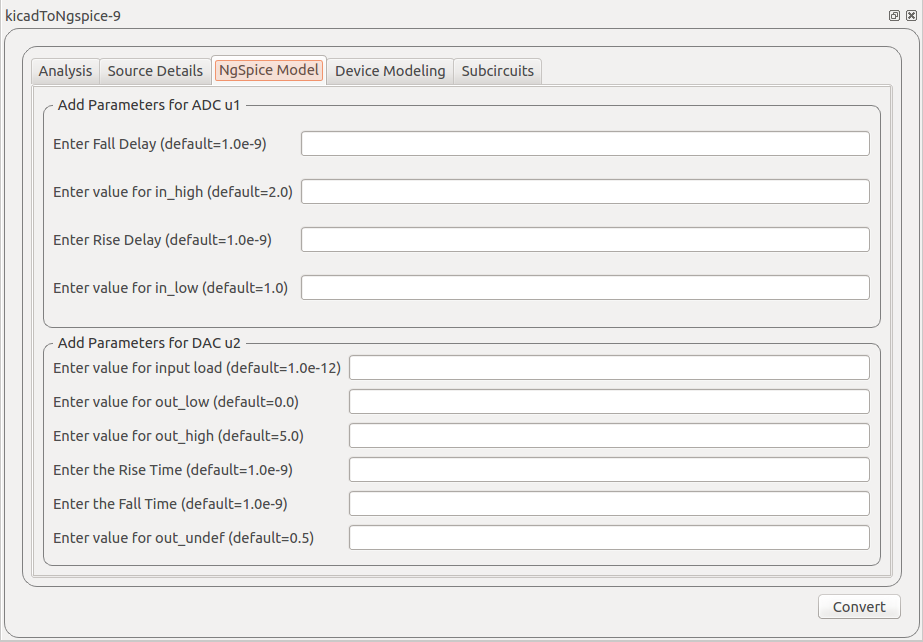 kicadToNgspice-9
Analysis Source Details NgSpice Model Device Modeling Subcircuits
Add Parameters for ADC u1
Enter Fall Delay (default=1.0e-9)
Enter value for in_high (default=2.0)
Enter Rise Delay (default=1.0e-9)
Enter value for in_low (default=1.0)
Add Parameters for DAC u2
Enter value for input load (default=1.0e-12)
Enter value for out_low (default=0.0)
Enter value for out_high (default=5.0)
Enter the Rise Time (default=1.0e-9)
Enter the Fall Time (default=1.0e-9)
Enter value for out_undef (default=0.5)
Convert